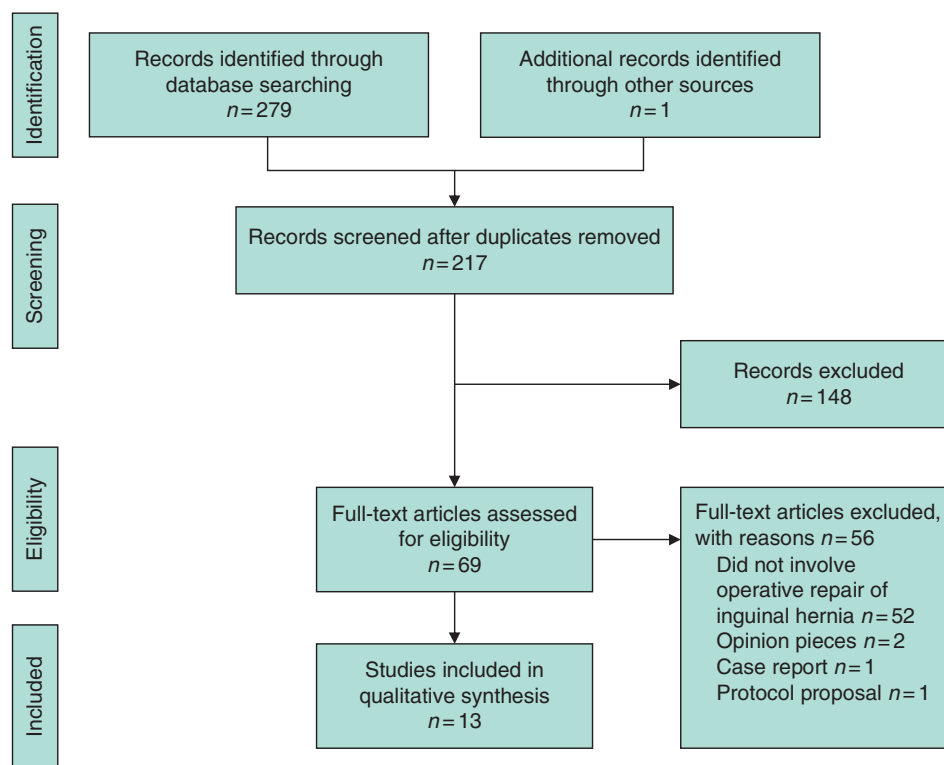 Identification
Records identified through
database searching
n=279
Additional records identified
through other sources
n=1
Screening
Records screened after duplicates removed
n=217
Records excluded
n=148
Eligibility
Full-text articles assessed
for eligibility
n=69
Full-text articles excluded,
with reasons n=56
Did not involve
operative repair of
inguinal hernia n=52
Opinion pieces n=2
Case report n=1
Protocol proposal n=1
Included
Studies included in
qualitative synthesis
n=13